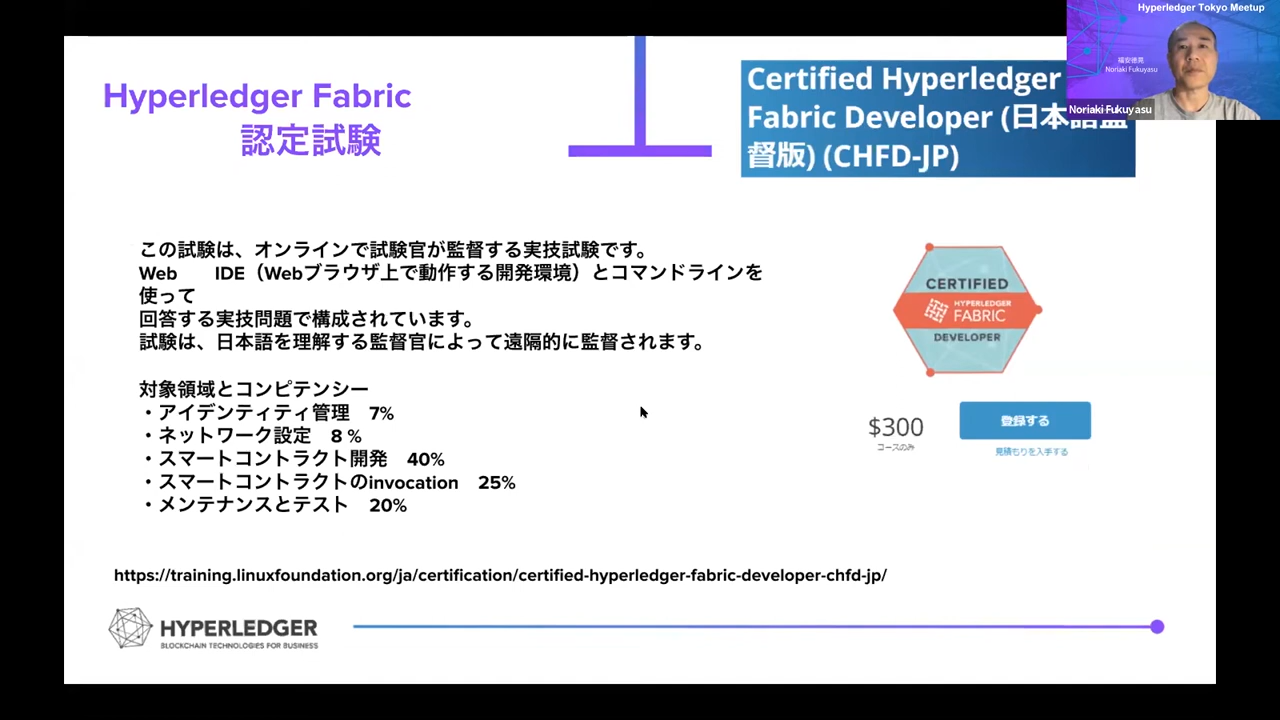 Hyperledger Tokyo Meetup
福安徳晃
Noriaki Fukuyasu
Noriaki Fukuyasu
Hyperledger Fabric
認定試験
Certified Hyperledger
Fabric Developer (日本語監
督版) (CHFD-JP)
この試験は、オンラインで試験官が監督する実技試験です。
Web　　IDE（Webブラウザ上で動作する開発環境）とコマンドラインを
使って
回答する実技問題で構成されています。
試験は、日本語を理解する監督官によって遠隔的に監督されます。
対象領域とコンピテンシー
・アイデンティティ管理　7%
・ネットワーク設定　8 %
・スマートコントラクト開発　40%
・スマートコントラクトのinvocation　25%
・メンテナンスとテスト　20%
CERTIFIED
HYPERLEDGER
FABRIC
DEVELOPER
$300
コースのみ
登録する
見積もりを入手する
https://training.linuxfoundation.org/ja/certification/certified-hyperledger-fabric-developer-chfd-jp/
HYPERLEDGER
BLOCKCHAIN TECHNOLOGIES FOR BUSINESS